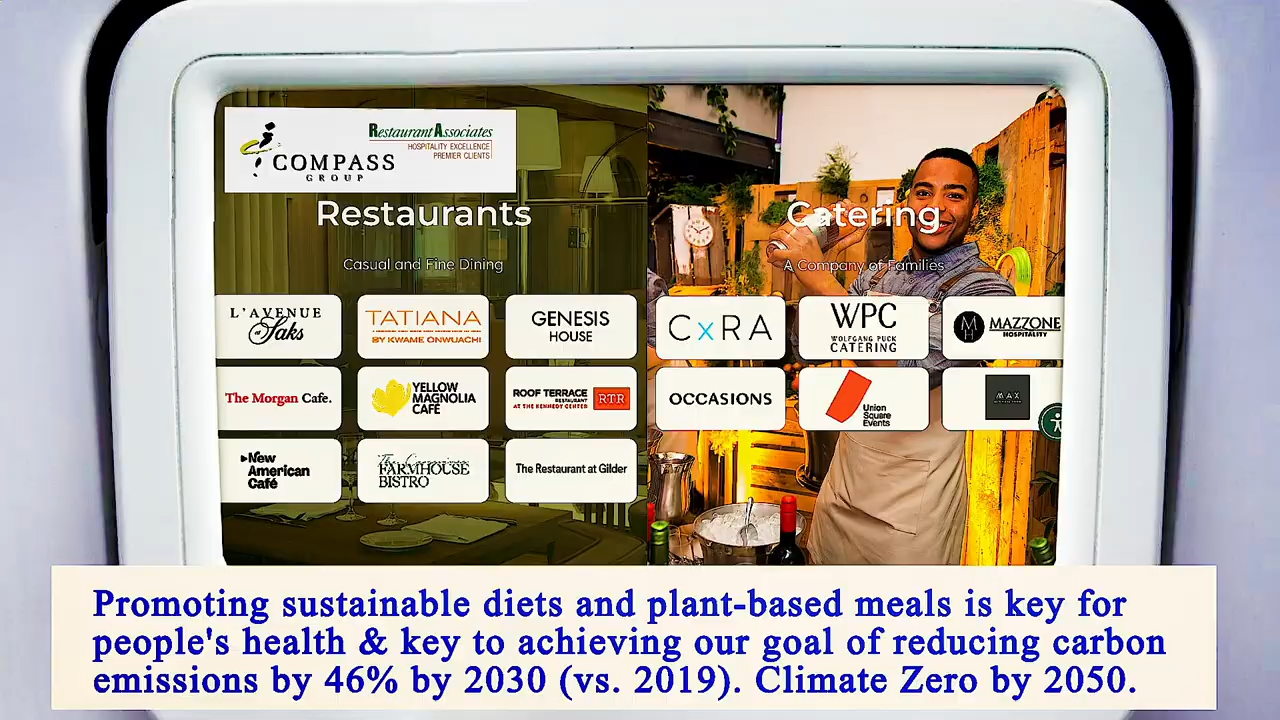 COMPASS
GROUP
Restaurant Associates
HOSPITALITY EXCELLENCE
PREMIER CLIENTS
Restaurants
Casual and Fine Dining
L'AVENUE
at Saks
TATIANA
BY KWAME ONWUACHI
GENESIS
HOUSE
The Morgan Cafe.
YELLOW
MAGNOLIA
CAFÉ
ROOF TERRACE
RESTAURANT
AT THE KENNEDY CENTER
RTR
▸New
American
Café
FARMHOUSE
BISTRO
The Restaurant at Gilder
Catering
A Company of Families
CxRA
WPC
WOLFGANG PUCK
CATERING
MH
MAZZONE
HOSPITALITY
OCCASIONS
Union
Square
Events
MAX
Promoting sustainable diets and plant-based meals is key for
people's health & key to achieving our goal of reducing carbon
emissions by 46% by 2030 (vs. 2019). Climate Zero by 2050.